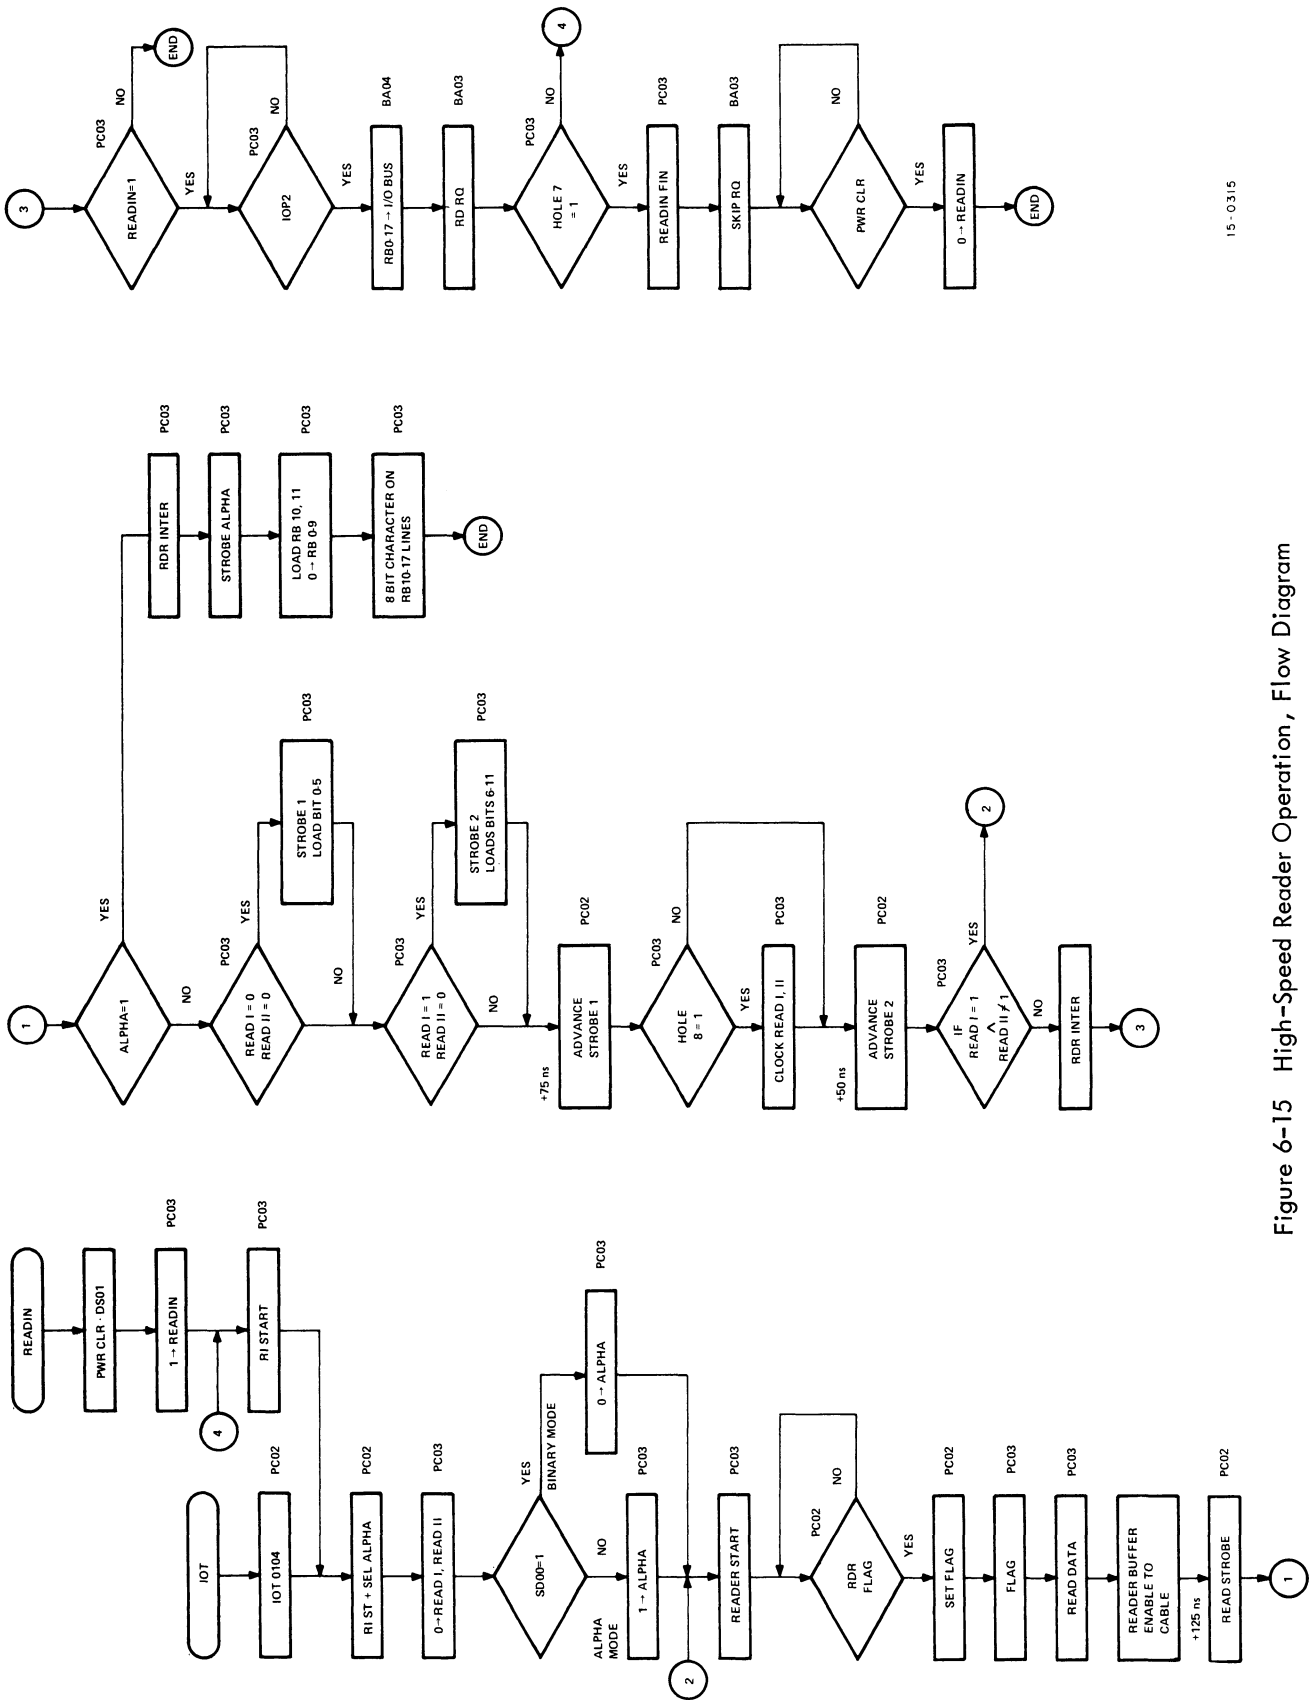 READIN
PWR CLR · DS01
1 → READIN
PC03
4
RI START
PC03
IOT
IOT 0104
PC02
RI ST + SEL ALPHA
PC02
0→READ I, READ II
PC03
SD00=1
YES
BINARY MODE
0 → ALPHA
PC03
NO
ALPHA
MODE
1 → ALPHA
PC03
2
READER START
PC03
RDR
FLAG
PC02
NO
YES
SET FLAG
PC02
FLAG
PC03
READ DATA
PC03
READER BUFFER
ENABLE TO
CABLE
+125 ns
READ STROBE
PC02
1
1
ALPHA=1
YES
NO
RDR INTER
PC03
STROBE ALPHA
PC03
LOAD RB 10, 11
0 → RB 0-9
PC03
8 BIT CHARACTER ON
RB10-17 LINES
PC03
END
READ I = 0
READ II = 0
PC03
YES
STROBE 1
LOAD BIT 0-5
PC03
NO
READ I = 1
READ II = 0
PC03
YES
STROBE 2
LOADS BITS 6-11
PC03
NO
+75 ns
ADVANCE
STROBE 1
PC02
HOLE
8 = 1
PC03
NO
YES
CLOCK READ I, II
PC03
+50 ns
ADVANCE
STROBE 2
PC02
IF
READ I = 1
∧
READ II ≠ 1
PC03
YES
2
NO
RDR INTER
3
3
READIN=1
PC03
NO
END
YES
IOP2
PC03
NO
YES
RB0-17 → I/O BUS
BA04
RD RQ
BA03
HOLE 7
= 1
PC03
NO
4
YES
READIN FIN
PC03
SKIP RQ
BA03
PWR CLR
NO
YES
0 → READIN
END
15-0315
Figure 6-15 High-Speed Reader Operation, Flow Diagram